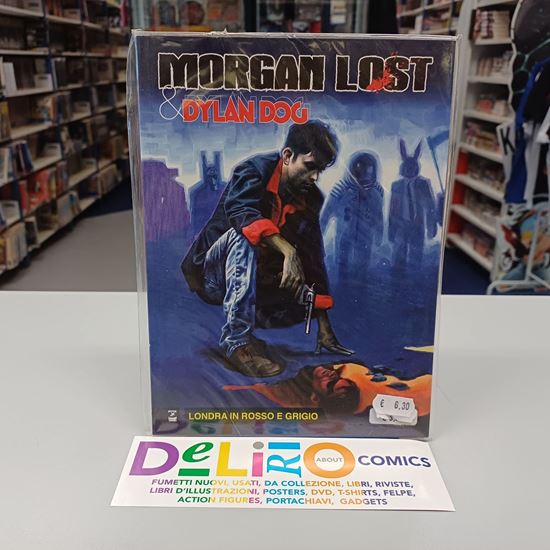 MORGAN LOST
& DYLAN DOG
LONDRA IN ROSSO E GRIGIO
€ 6,30
DeLiRiO ABOUT COMICS
FUMETTI NUOVI, USATI, DA COLLEZIONE, LIBRI, RIVISTE,
LIBRI D'ILLUSTRAZIONI, POSTERS, DVD, T-SHIRTS, FELPE,
ACTION FIGURES, PORTACHIAVI, GADGETS